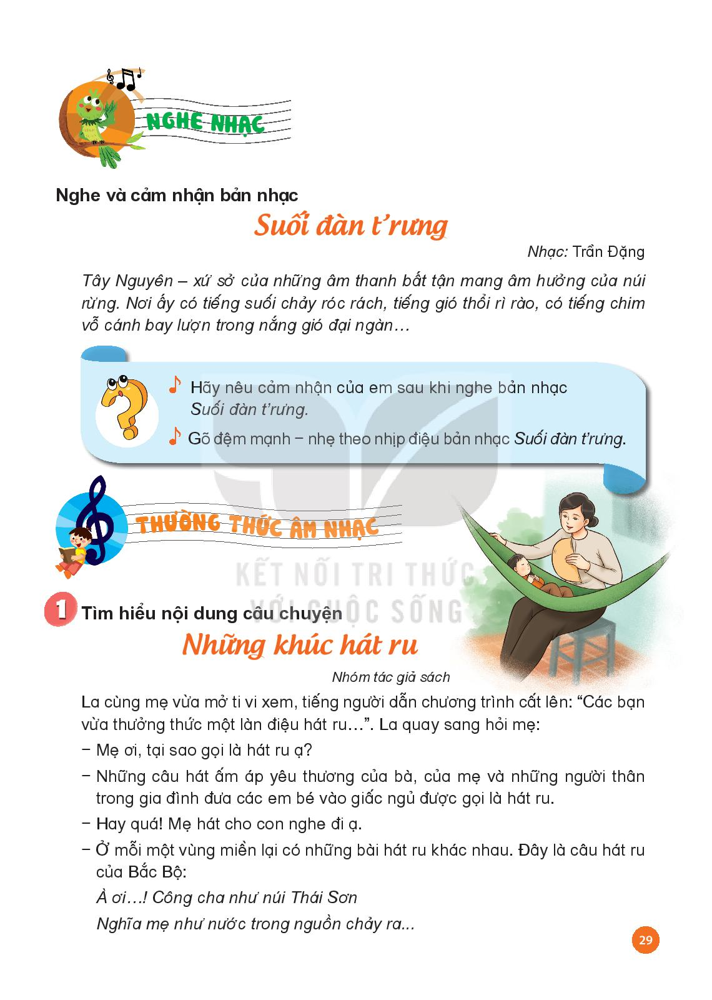 NGHE NHẠC
Nghe và cảm nhận bản nhạc
Suối đàn t’rưng
Nhạc: Trần Đặng
Tây Nguyên – xứ sở của những âm thanh bất tận mang âm hưởng của núi
rừng. Nơi ấy có tiếng suối chảy róc rách, tiếng gió thổi rì rào, có tiếng chim
vỗ cánh bay lượn trong nắng gió đại ngàn…
Hãy nêu cảm nhận của em sau khi nghe bản nhạc
Suối đàn t’rưng.
Gõ đệm mạnh – nhẹ theo nhịp điệu bản nhạc Suối đàn t’rưng.
THƯỜNG THỨC ÂM NHẠC
KẾT NỐI TRI THỨC
VỚI CUỘC SỐNG
1 Tìm hiểu nội dung câu chuyện
Những khúc hát ru
Nhóm tác giả sách
La cùng mẹ vừa mở ti vi xem, tiếng người dẫn chương trình cất lên: “Các bạn
vừa thưởng thức một làn điệu hát ru…”. La quay sang hỏi mẹ:
– Mẹ ơi, tại sao gọi là hát ru ạ?
– Những câu hát ấm áp yêu thương của bà, của mẹ và những người thân
trong gia đình đưa các em bé vào giấc ngủ được gọi là hát ru.
– Hay quá! Mẹ hát cho con nghe đi ạ.
– Ở mỗi một vùng miền lại có những bài hát ru khác nhau. Đây là câu hát ru
của Bắc Bộ:
À ơi…! Công cha như núi Thái Sơn
Nghĩa mẹ như nước trong nguồn chảy ra...
29